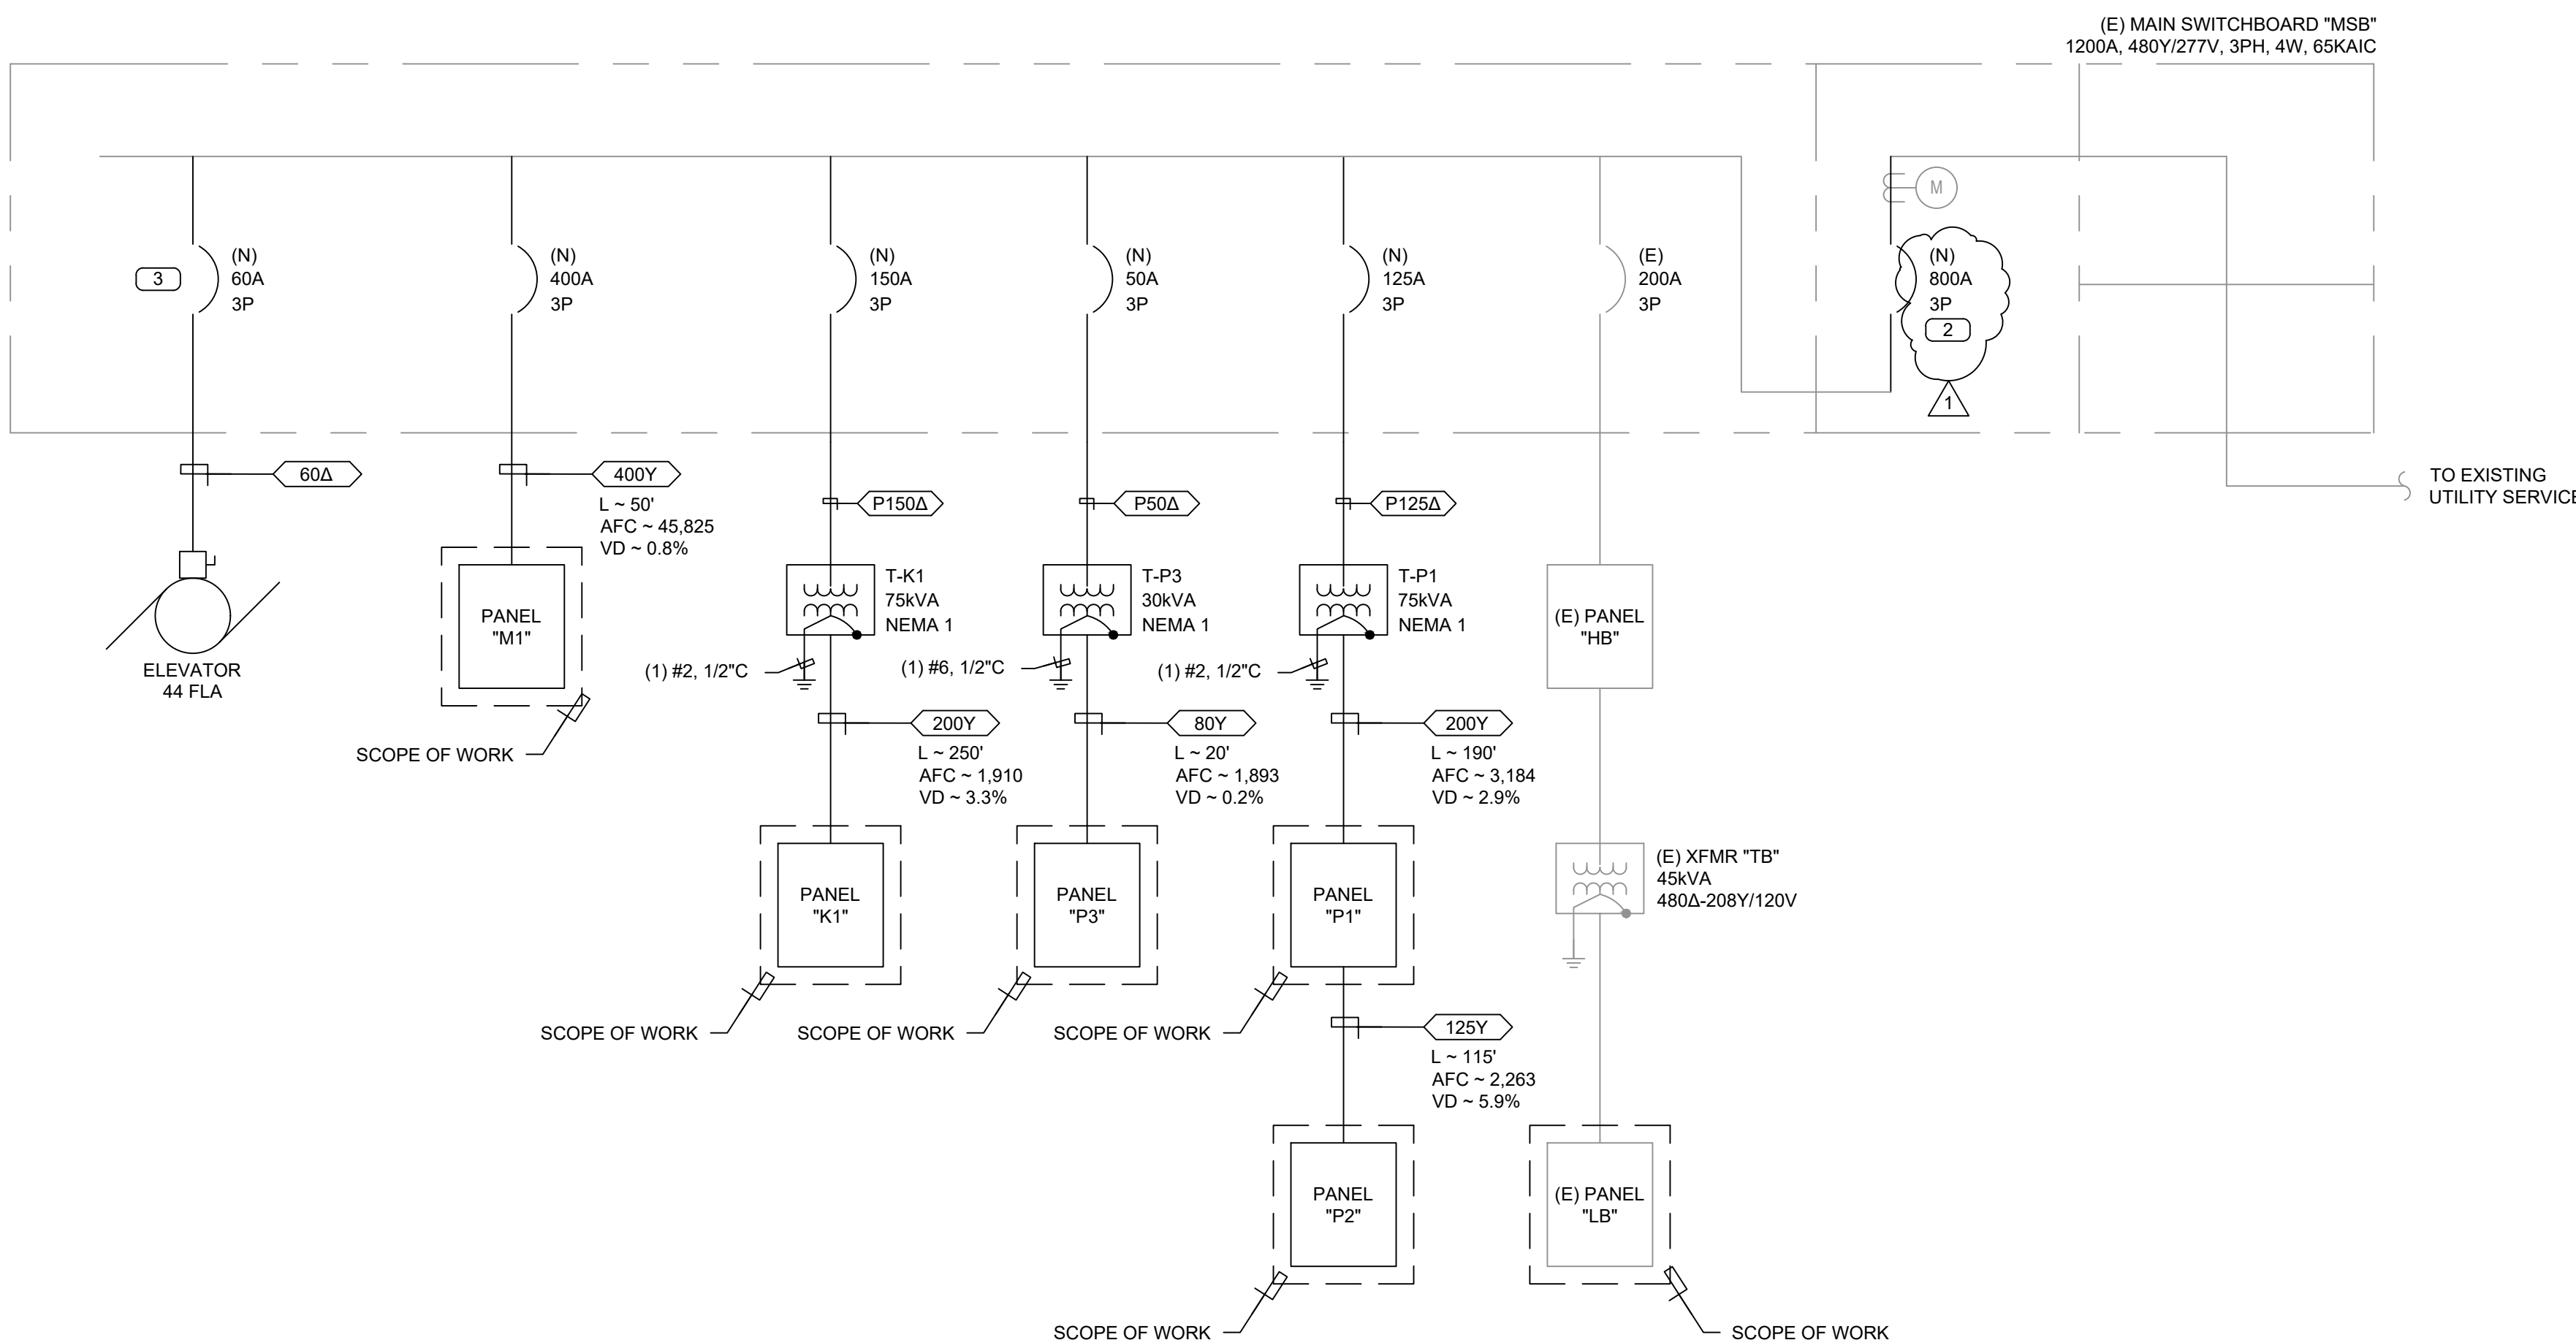 (E) MAIN SWITCHBOARD "MSB"
1200A, 480Y/277V, 3PH, 4W, 65KAIC
M
3
(N)
60A
3P
(N)
400A
3P
(N)
150A
3P
(N)
50A
3P
(N)
125A
3P
(E)
200A
3P
(N)
800A
3P
2
1
60Δ
400Y
L ~ 50'
AFC ~ 45,825
VD ~ 0.8%
P150Δ
P50Δ
P125Δ
TO EXISTING
UTILITY SERVICE
ELEVATOR
44 FLA
PANEL
"M1"
SCOPE OF WORK
T-K1
75kVA
NEMA 1
(1) #2, 1/2"C
T-P3
30kVA
NEMA 1
(1) #6, 1/2"C
T-P1
75kVA
NEMA 1
(1) #2, 1/2"C
(E) PANEL
"HB"
200Y
L ~ 250'
AFC ~ 1,910
VD ~ 3.3%
80Y
L ~ 20'
AFC ~ 1,893
VD ~ 0.2%
200Y
L ~ 190'
AFC ~ 3,184
VD ~ 2.9%
PANEL
"K1"
SCOPE OF WORK
PANEL
"P3"
SCOPE OF WORK
PANEL
"P1"
SCOPE OF WORK
(E) XFMR "TB"
45kVA
480Δ-208Y/120V
125Y
L ~ 115'
AFC ~ 2,263
VD ~ 5.9%
PANEL
"P2"
SCOPE OF WORK
(E) PANEL
"LB"
SCOPE OF WORK